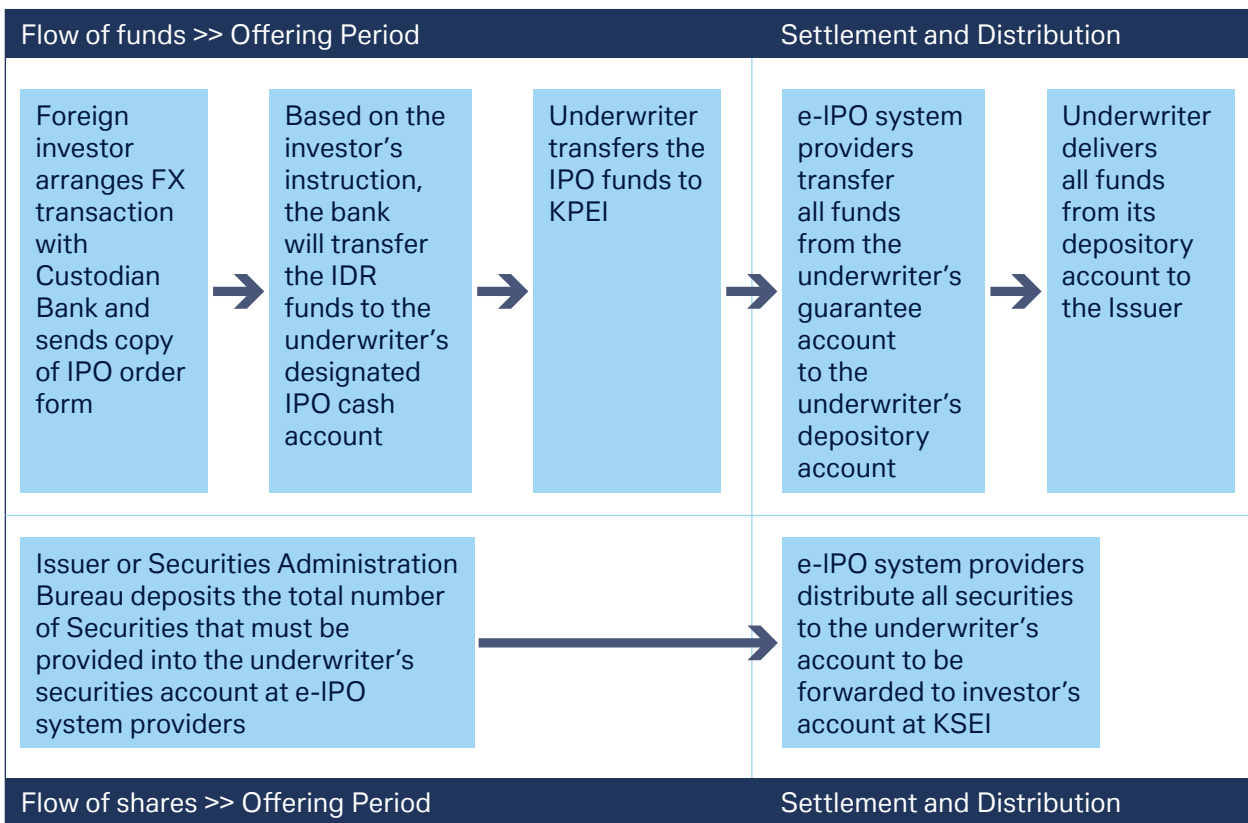 Flow of funds >> Offering Period
Settlement and Distribution
Foreign
investor
arranges FX
transaction
with
Custodian
Bank and
sends copy
of IPO order
form
Based on the
investor’s
instruction,
the bank
will transfer
the IDR
funds to the
underwriter’s
designated
IPO cash
account
Underwriter
transfers the
IPO funds to
KPEI
e-IPO system
providers
transfer
all funds
from the
underwriter’s
guarantee
account
to the
underwriter’s
depository
account
Underwriter
delivers
all funds
from its
depository
account to
the Issuer
Issuer or Securities Administration
Bureau deposits the total number
of Securities that must be
provided into the underwriter’s
securities account at e-IPO
system providers
e-IPO system providers
distribute all securities
to the underwriter’s
account to be
forwarded to investor’s
account at KSEI
Flow of shares >> Offering Period
Settlement and Distribution